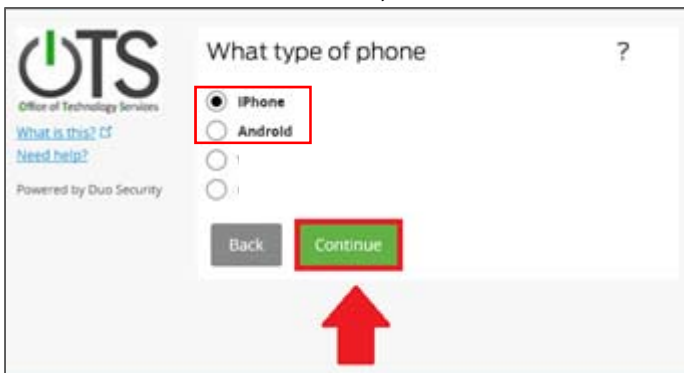 OTS
Office of Technology Services
What is this?
Need help?
Powered by Duo Security
What type of phone ?
IPhone
Android
Back Continue